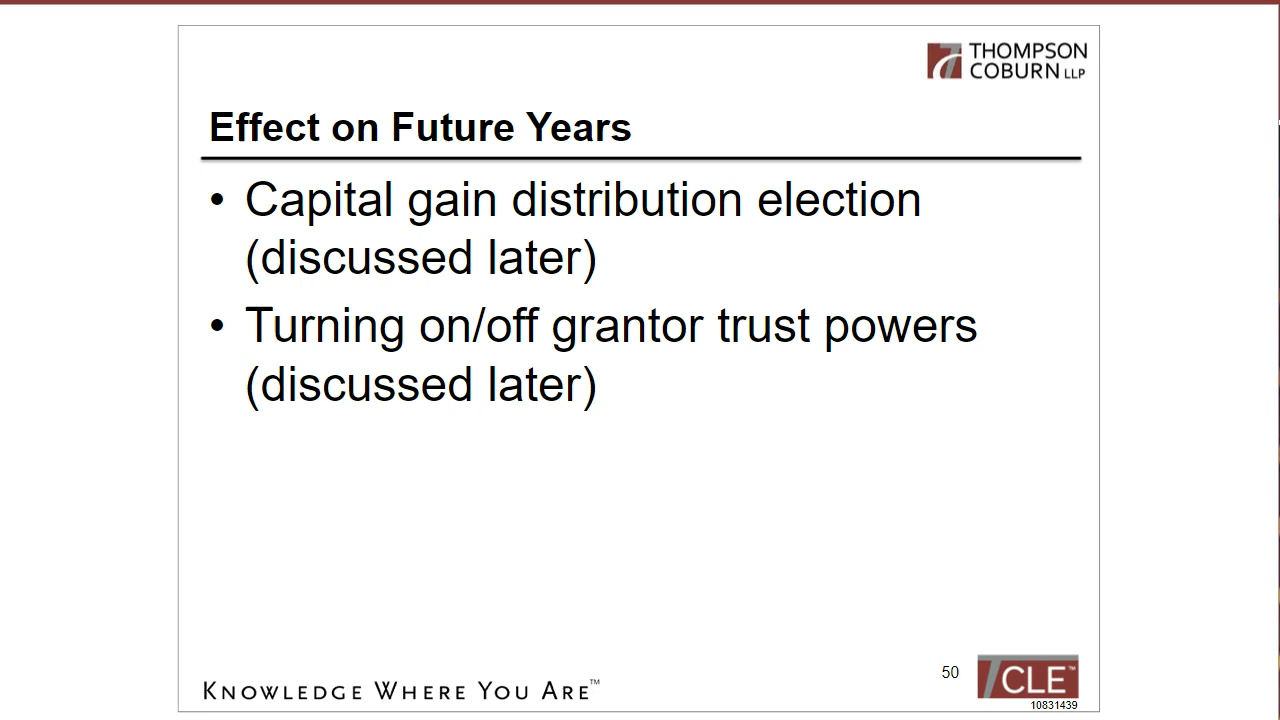 THOMPSON
COBURN LLP
Effect on Future Years
• Capital gain distribution election
(discussed later)
• Turning on/off grantor trust powers
(discussed later)
KNOWLEDGE WHERE YOU ARE™
50
TCLE™
10831439